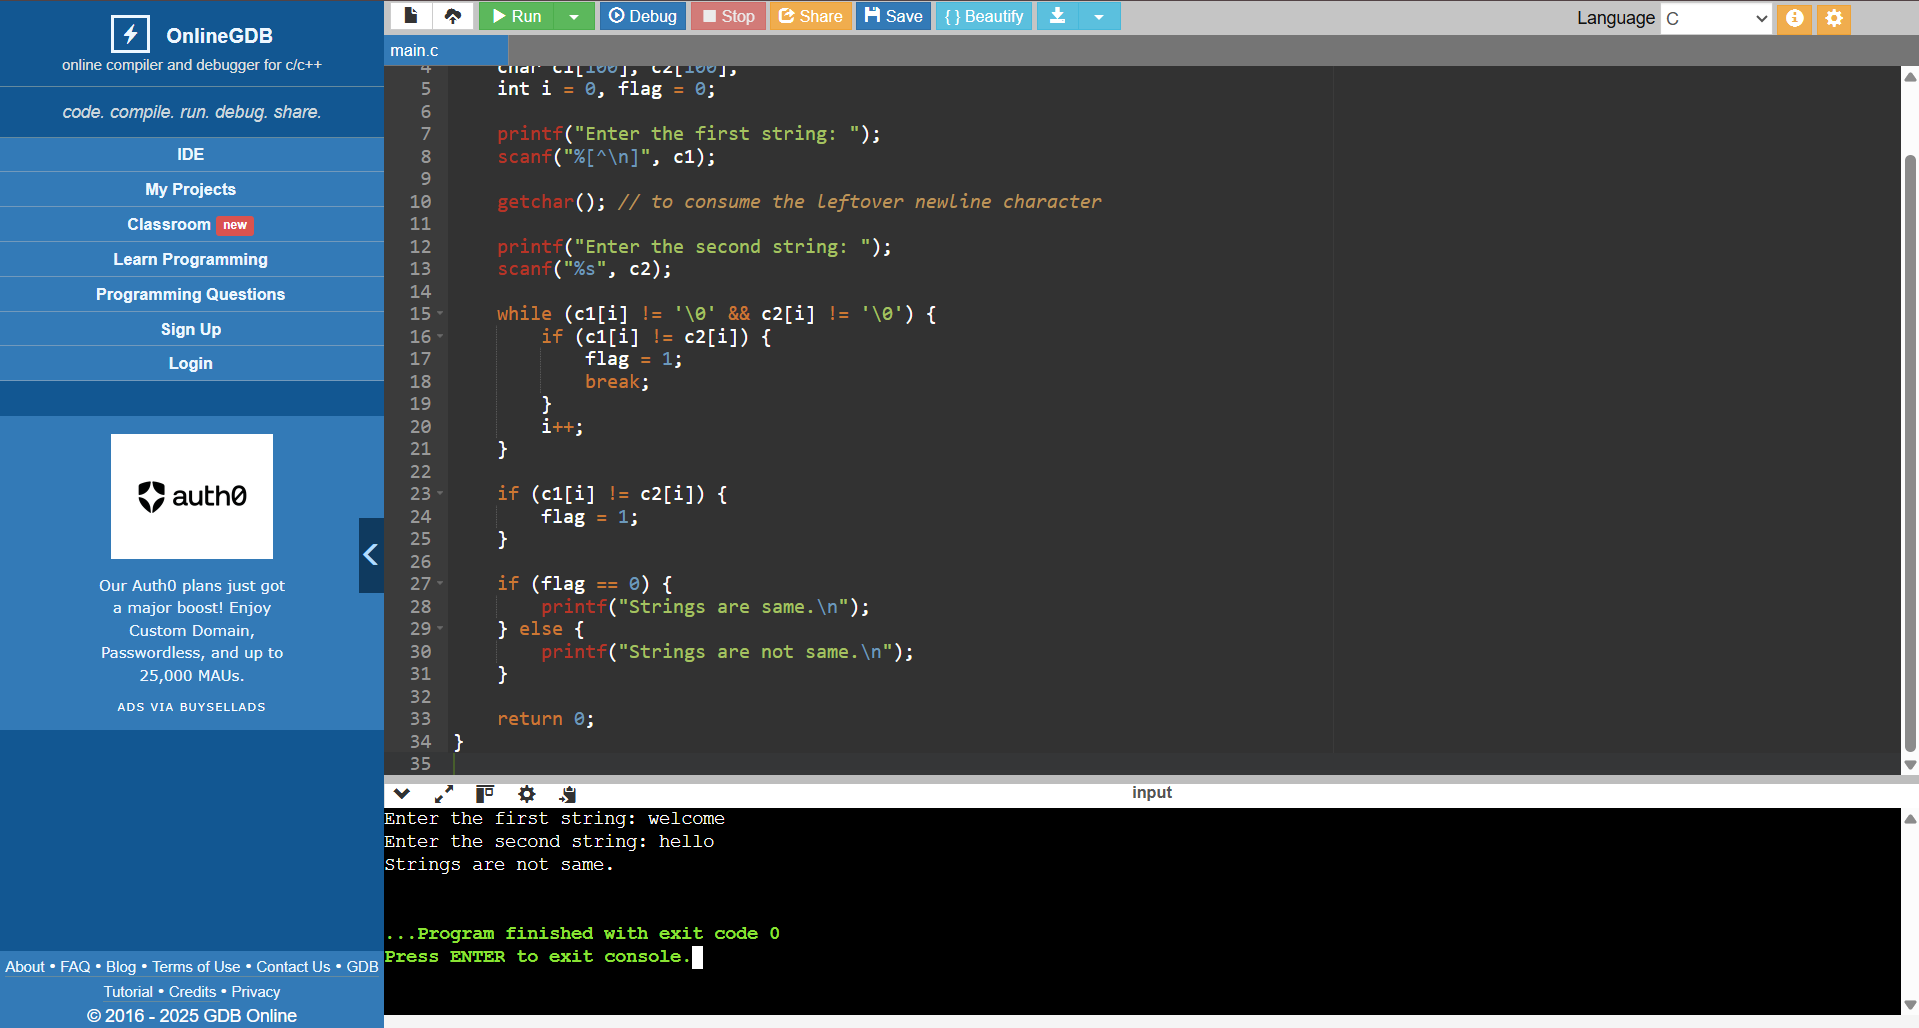 OnlineGDB
online compiler and debugger for c/c++
code. compile. run. debug. share.
IDE
My Projects
Classroom new
Learn Programming
Programming Questions
Sign Up
Login
auth0
Our Auth0 plans just got
a major boost! Enjoy
Custom Domain,
Passwordless, and up to
25,000 MAUs.
ADS VIA BUYSELLADS
About • FAQ • Blog • Terms of Use • Contact Us • GDB
Tutorial • Credits • Privacy
© 2016 - 2025 GDB Online
Run Debug Stop Share Save { } Beautify Language C
main.c
4 char c1[100], c2[100];
5 int i = 0, flag = 0;
6
7 printf("Enter the first string: ");
8 scanf("%[^\n]", c1);
9
10 getchar(); // to consume the leftover newline character
11
12 printf("Enter the second string: ");
13 scanf("%s", c2);
14
15 while (c1[i] != '\0' && c2[i] != '\0') {
16 if (c1[i] != c2[i]) {
17 flag = 1;
18 break;
19 }
20 i++;
21 }
22
23 if (c1[i] != c2[i]) {
24 flag = 1;
25 }
26
27 if (flag == 0) {
28 printf("Strings are same.\n");
29 } else {
30 printf("Strings are not same.\n");
31 }
32
33 return 0;
34 }
35
input
Enter the first string: welcome
Enter the second string: hello
Strings are not same.
...Program finished with exit code 0
Press ENTER to exit console.